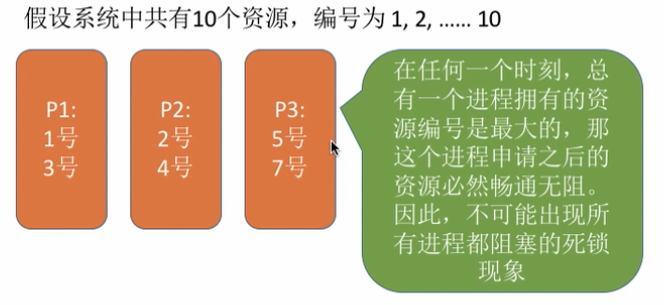 假设系统中共有10个资源，编号为 1, 2, …… 10
P1:
1号
3号
P2:
2号
4号
P3:
5号
7号
在任何一个时刻，总
有一个进程拥有的资
源编号是最大的，那
这个进程申请之后的
资源必然畅通无阻。
因此，不可能出现所
有进程都阻塞的死锁
现象